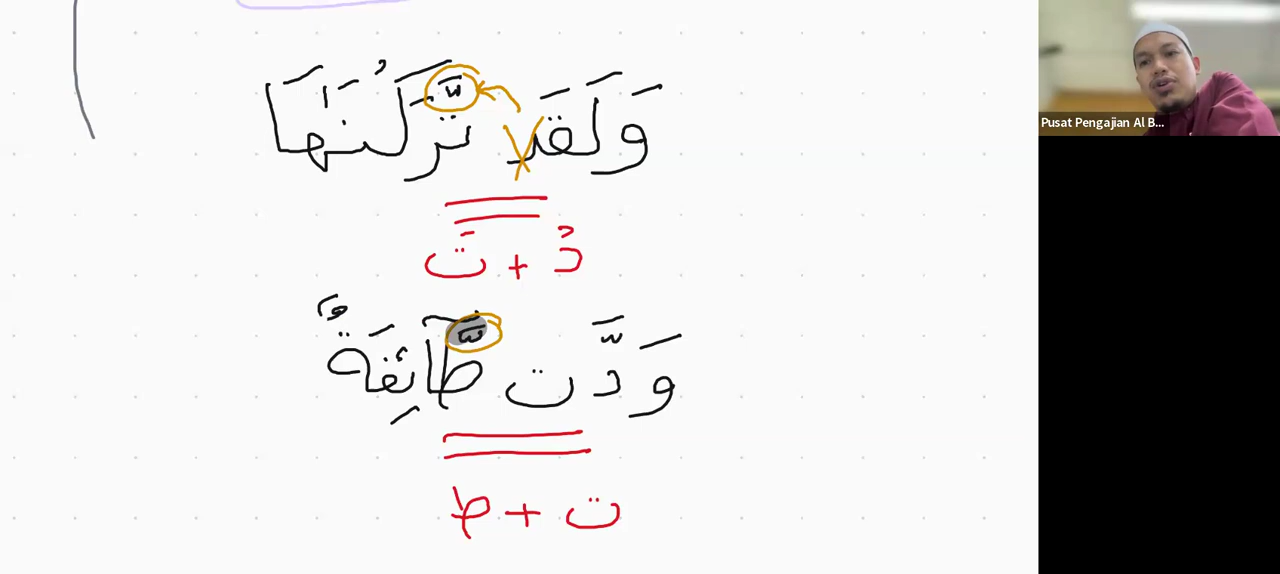 وَلَقَد تَّرَكْنَٰهَا
دْ + تَ
وَدَّت طَّآئِفَةٌ
ت + ط
Pusat Pengajian Al B...